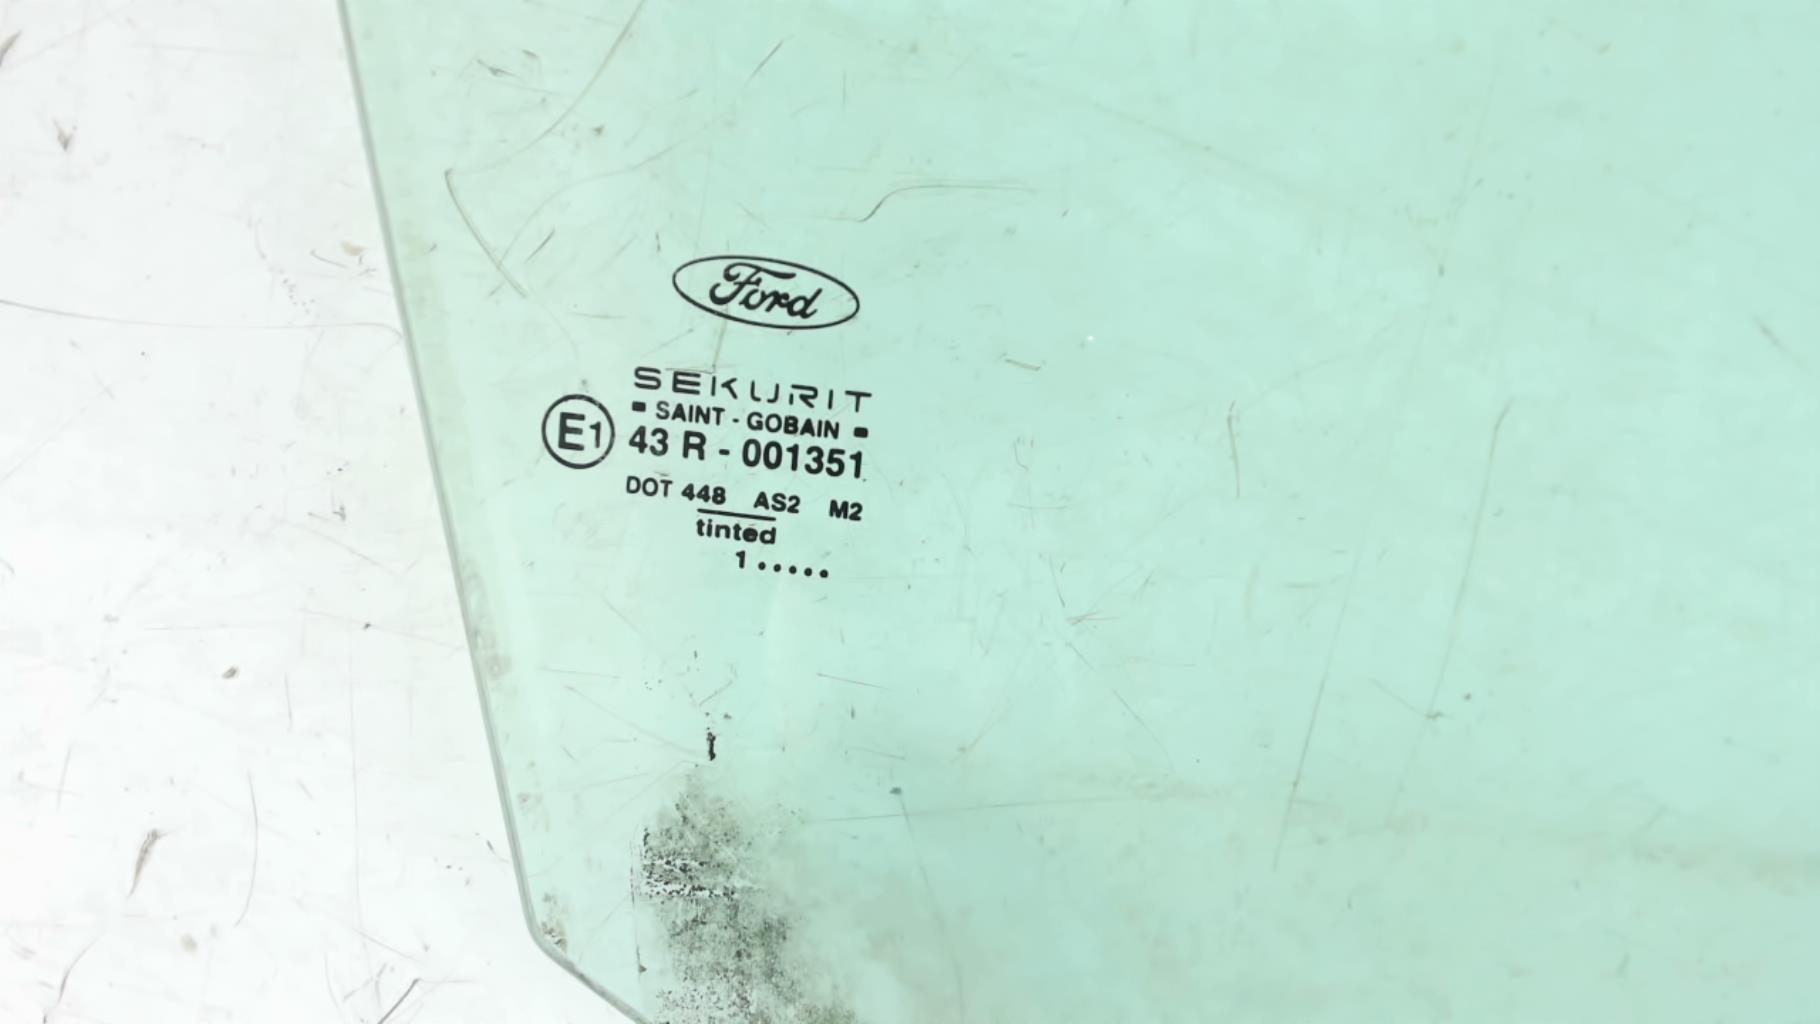 Ford
SEKURIT
SAINT - GOBAIN
E1 43 R - 001351
DOT 448 AS2 M2
tinted
1.....